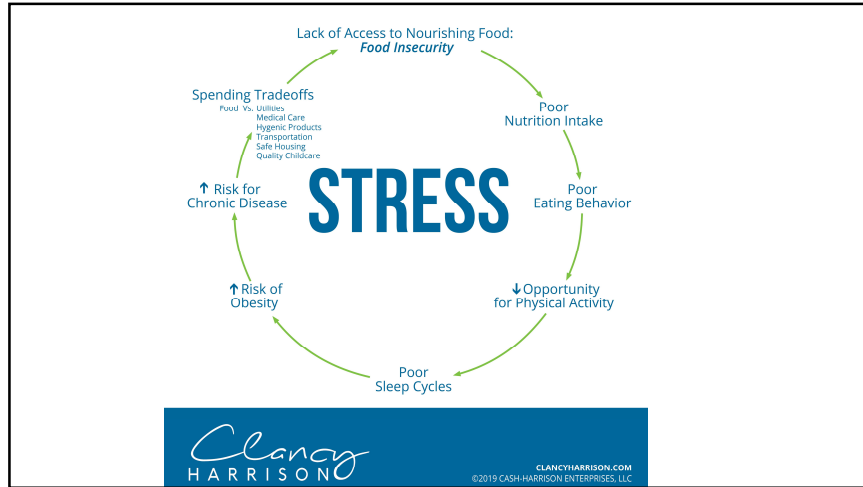 Lack of Access to Nourishing Food:
Food Insecurity
Poor
Nutrition Intake
Poor
Eating Behavior
↓ Opportunity
for Physical Activity
Poor
Sleep Cycles
↑ Risk of
Obesity
↑ Risk for
Chronic Disease
Spending Tradeoffs
Food Vs. Utilities
Medical Care
Hygenic Products
Transportation
Safe Housing
Quality Childcare
STRESS
Clancy
HARRISON
CLANCYHARRISON.COM
©2019 CASH-HARRISON ENTERPRISES, LLC